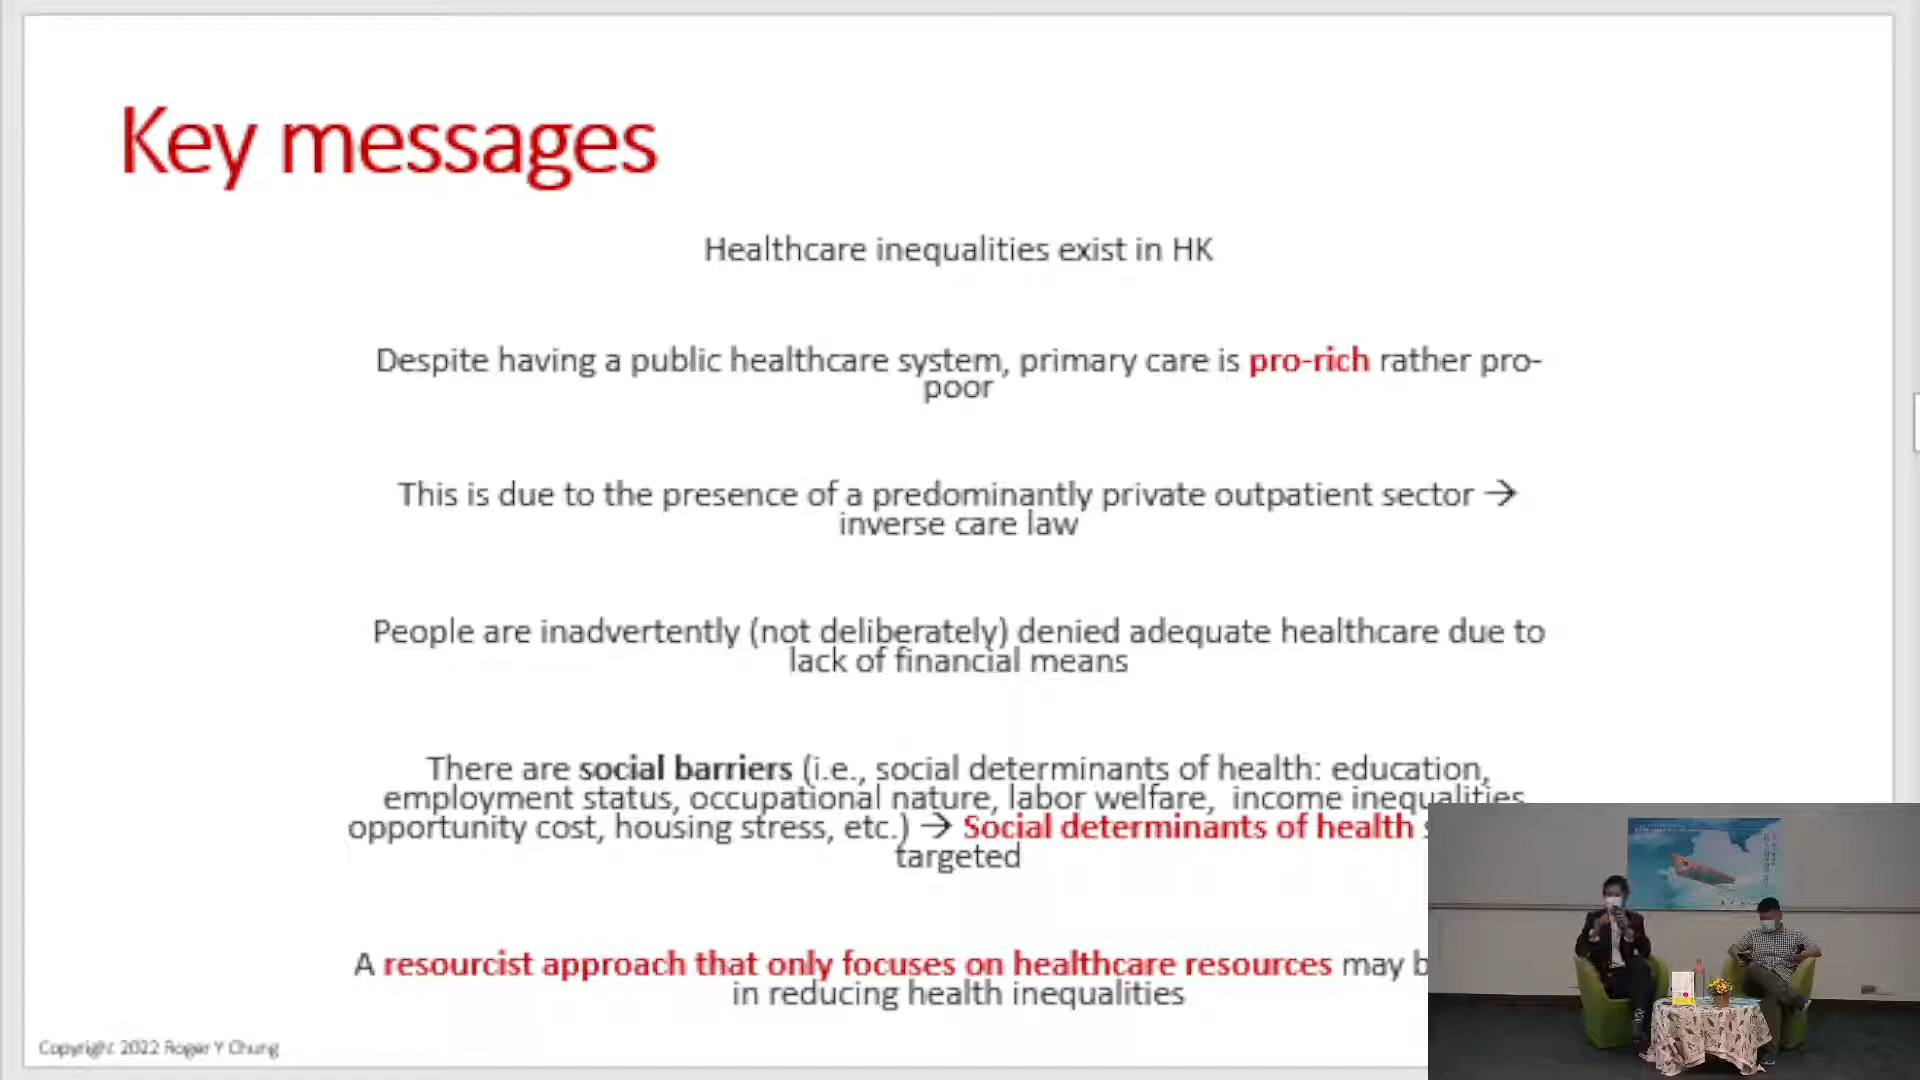 Key messages
Healthcare inequalities exist in HK
Despite having a public healthcare system, primary care is pro-rich rather pro-
poor
This is due to the presence of a predominantly private outpatient sector →
inverse care law
People are inadvertently (not deliberately) denied adequate healthcare due to
lack of financial means
There are social barriers (i.e., social determinants of health: education,
employment status, occupational nature, labor welfare, income inequalities
opportunity cost, housing stress, etc.) → Social determinants of health
targeted
A resourcist approach that only focuses on healthcare resources may
in reducing health inequalities
Copyright 2022 Roger Y Chung